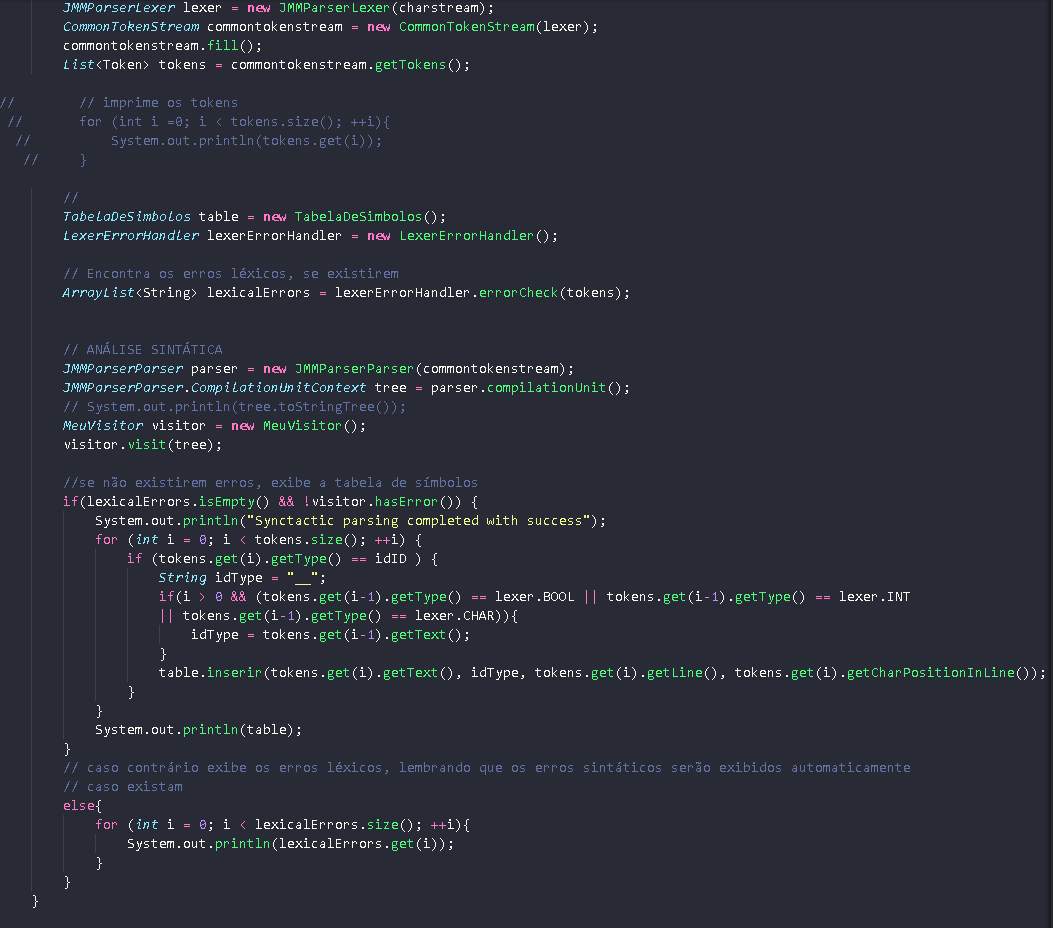 JMMParserLexer lexer = new JMMParserLexer(charstream);
CommonTokenStream commontokenstream = new CommonTokenStream(lexer);
commontokenstream.fill();
List<Token> tokens = commontokenstream.getTokens();
//        // imprime os tokens
//        for (int i =0; i < tokens.size(); ++i){
//            System.out.println(tokens.get(i));
//        }
//
TabelaDeSimbolos table = new TabelaDeSimbolos();
LexerErrorHandler lexerErrorHandler = new LexerErrorHandler();
// Encontra os erros léxicos, se existirem
ArrayList<String> lexicalErrors = lexerErrorHandler.errorCheck(tokens);
// ANÁLISE SINTÁTICA
JMMParserParser parser = new JMMParserParser(commontokenstream);
JMMParserParser.CompilationUnitContext tree = parser.compilationUnit();
// System.out.println(tree.toStringTree());
MeuVisitor visitor = new MeuVisitor();
visitor.visit(tree);
//se não existirem erros, exibe a tabela de símbolos
if(lexicalErrors.isEmpty() && !visitor.hasError()) {
System.out.println("Synctactic parsing completed with success");
for (int i = 0; i < tokens.size(); ++i) {
if (tokens.get(i).getType() == idID ) {
String idType = "__";
if(i > 0 && (tokens.get(i-1).getType() == lexer.BOOL || tokens.get(i-1).getType() == lexer.INT
|| tokens.get(i-1).getType() == lexer.CHAR)){
idType = tokens.get(i-1).getText();
}
table.inserir(tokens.get(i).getText(), idType, tokens.get(i).getLine(), tokens.get(i).getCharPositionInLine());
}
}
System.out.println(table);
}
// caso contrário exibe os erros léxicos, lembrando que os erros sintáticos serão exibidos automaticamente
// caso existam
else{
for (int i = 0; i < lexicalErrors.size(); ++i){
System.out.println(lexicalErrors.get(i));
}
}
}